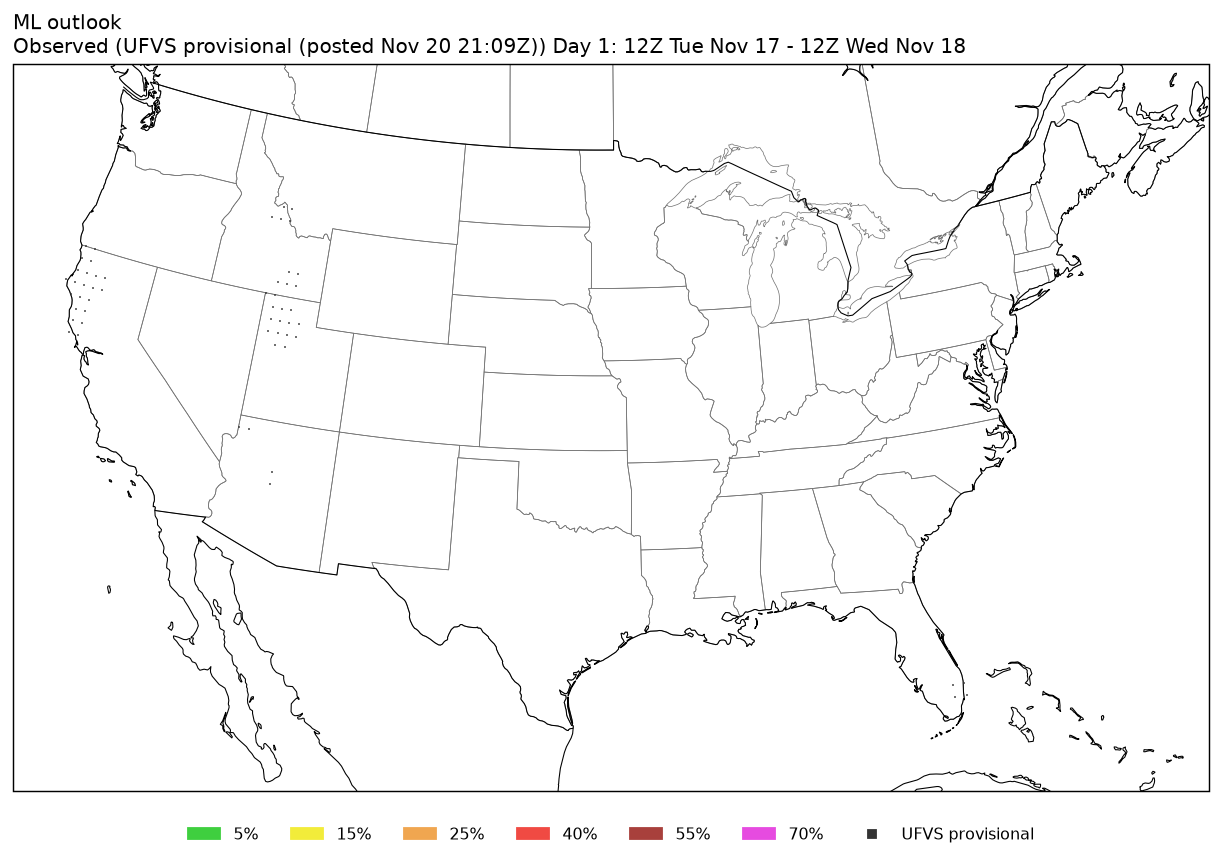 ML outlook
Observed (UFVS provisional (posted Nov 20 21:09Z)) Day 1: 12Z Tue Nov 17 - 12Z Wed Nov 18
5% 15% 25% 40% 55% 70% UFVS provisional